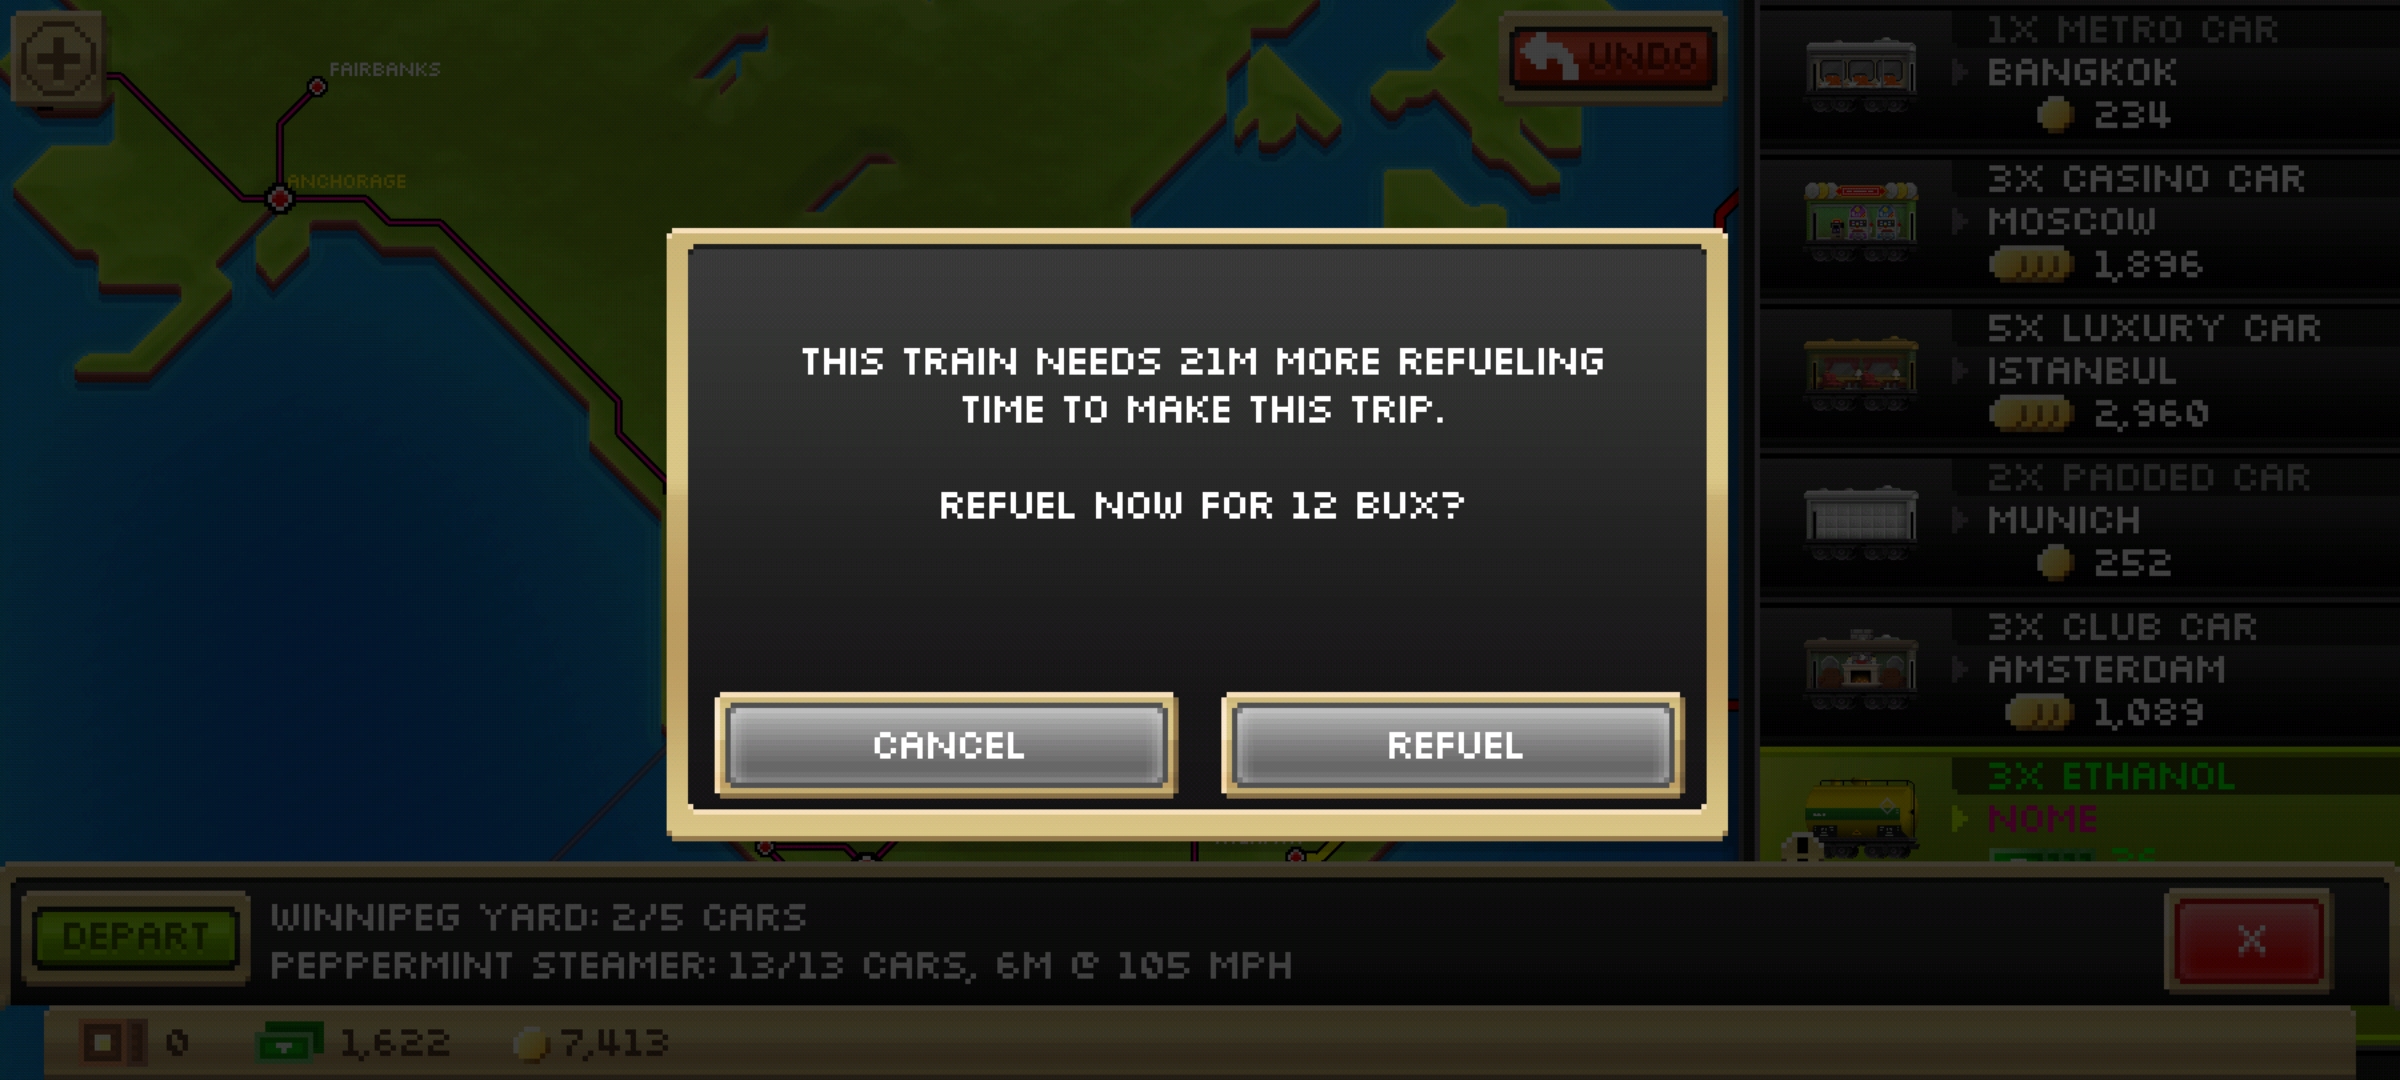 FAIRBANKS
ANCHORAGE
UNDO
1X METRO CAR
BANGKOK
234
3X CASINO CAR
MOSCOW
1,896
5X LUXURY CAR
ISTANBUL
2,960
2X PADDED CAR
MUNICH
252
3X CLUB CAR
AMSTERDAM
1,089
3X ETHANOL
NOME
THIS TRAIN NEEDS 21M MORE REFUELING
TIME TO MAKE THIS TRIP.
REFUEL NOW FOR 12 BUX?
CANCEL
REFUEL
DEPART
WINNIPEG YARD: 2/5 CARS
PEPPERMINT STEAMER: 13/13 CARS, 6M @ 105 MPH
X
0
1,622
7,413